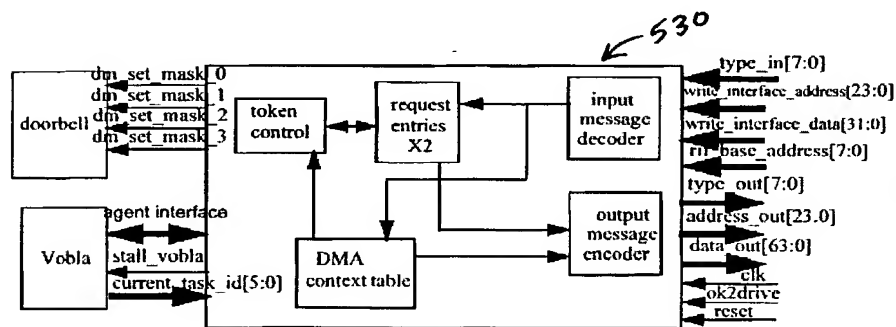 530
dm_set_mask_0
dm_set_mask_1
dm_set_mask_2
dm_set_mask_3
doorbell
token
control
request
entries
X2
input
message
decoder
type_in[7:0]
write_interface_address[23:0]
write_interface_data[31:0]
rif_base_address[7:0]
type_out[7:0]
address_out[23:0]
data_out[63:0]
clk
ok2drive
reset
Vobla
agent interface
stall_vobla
current_task_id[5:0]
DMA
context table
output
message
encoder